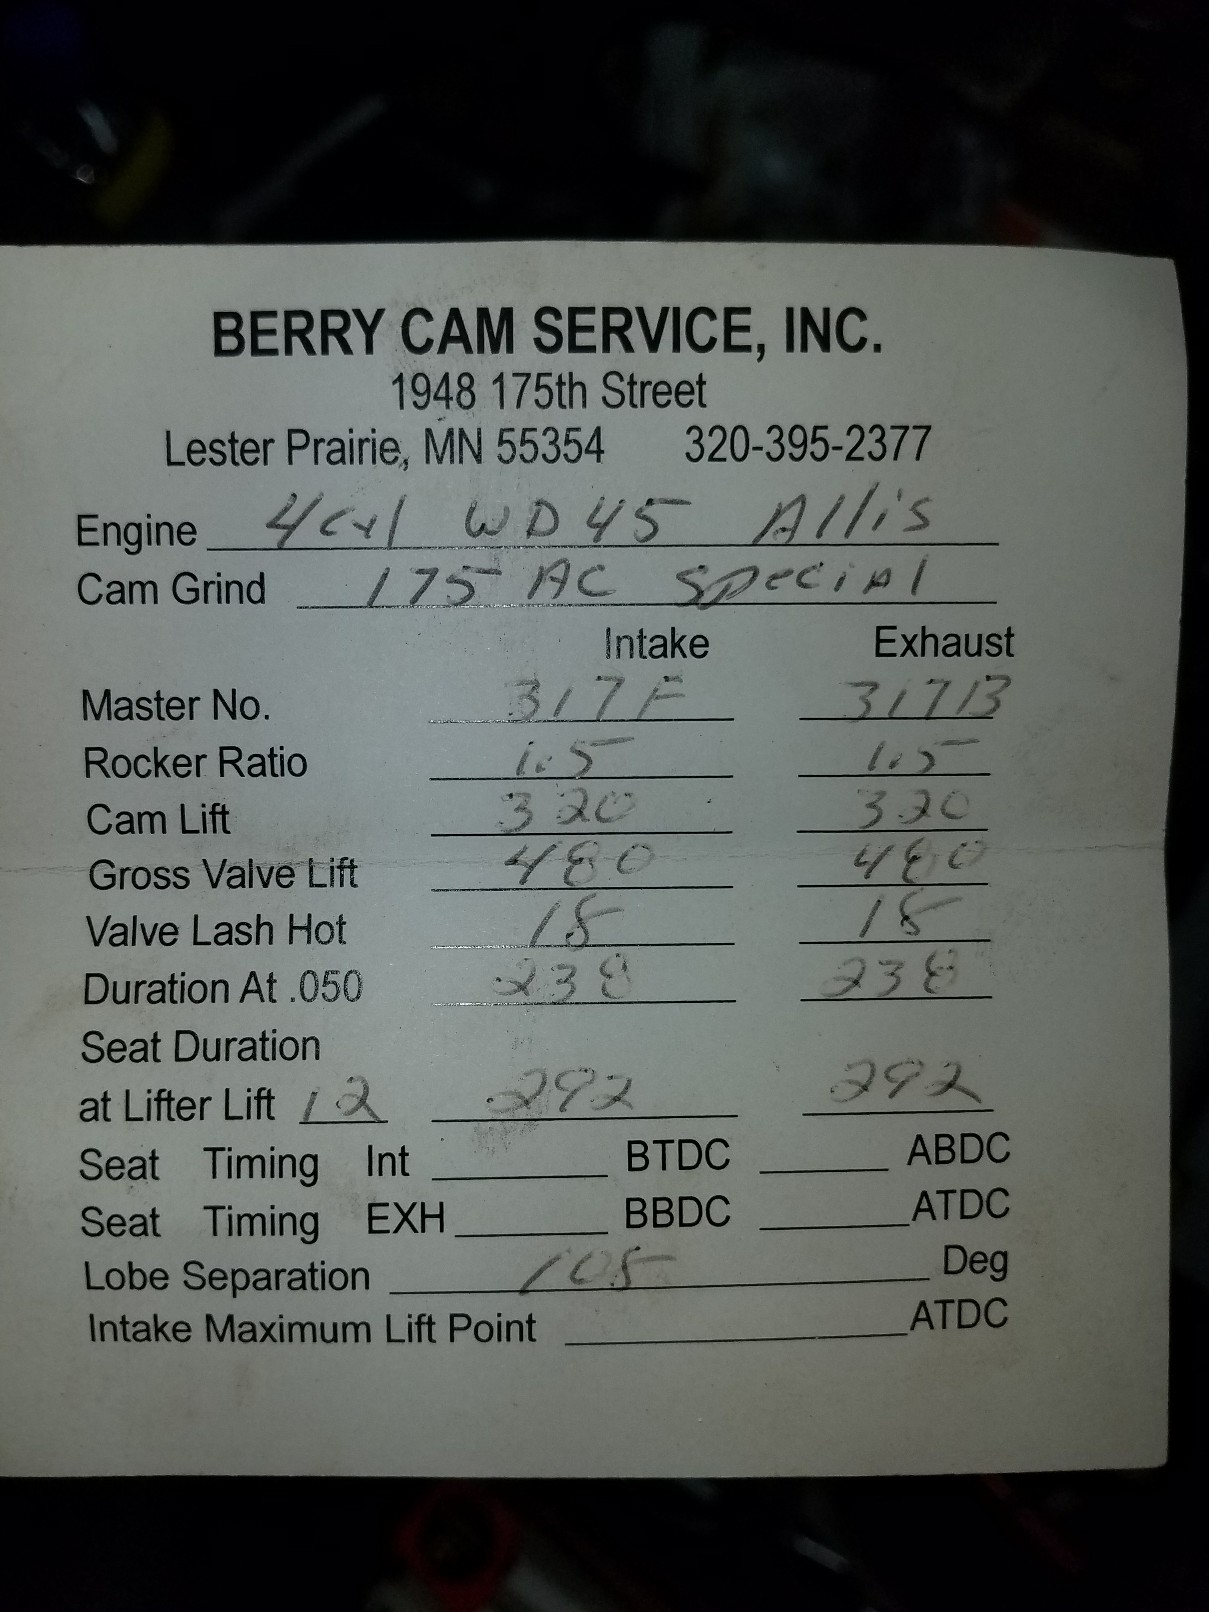 BERRY CAM SERVICE, INC.
1948 175th Street
Lester Prairie, MN 55354 320-395-2377
Engine 4cyl WD45 Allis
Cam Grind 175 AC Special
Intake Exhaust
Master No. 317F 317B
Rocker Ratio 1.5 1.5
Cam Lift 320 320
Gross Valve Lift 480 480
Valve Lash Hot 18 18
Duration At .050 238 238
Seat Duration
at Lifter Lift 12 292 292
Seat Timing Int BTDC ABDC
Seat Timing EXH BBDC ATDC
Lobe Separation 108 Deg
Intake Maximum Lift Point ATDC